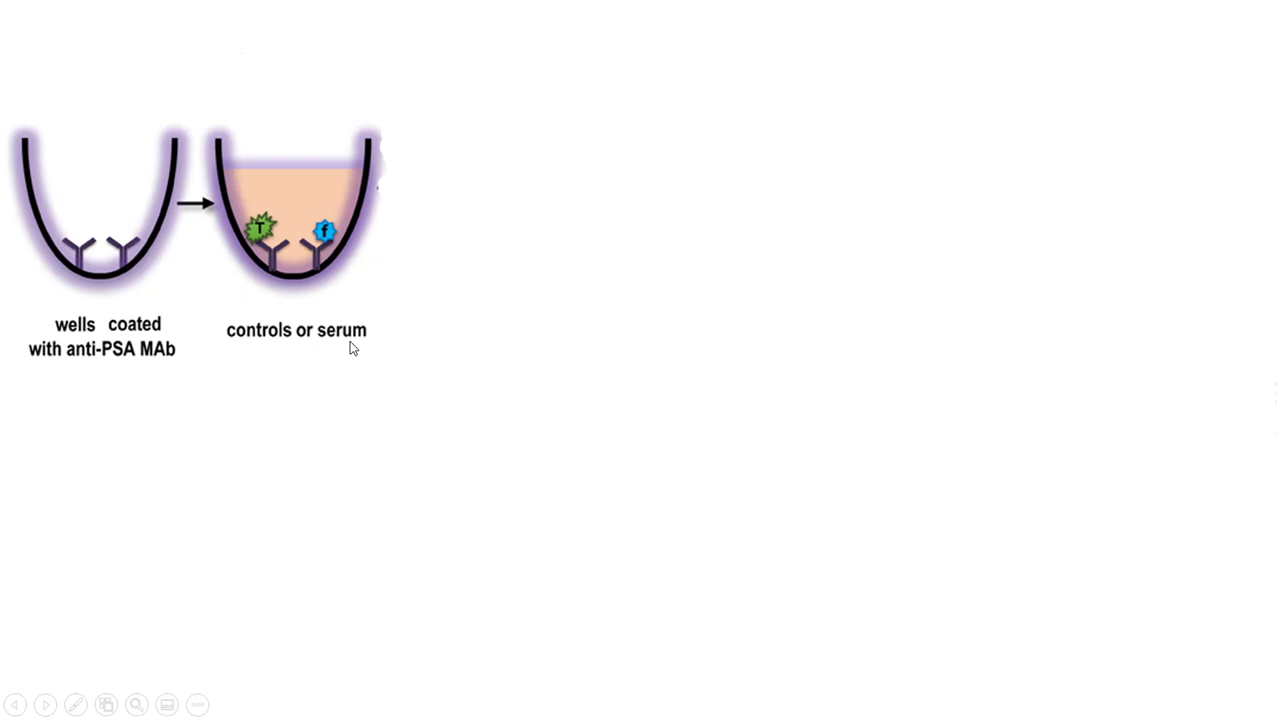 T
f
wells coated
with anti-PSA MAb
controls or serum